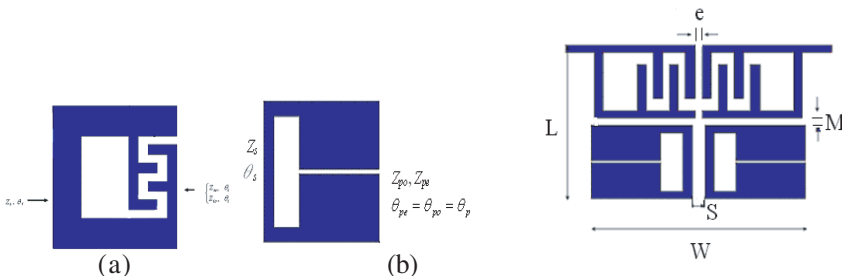 e
M
L
Z_s
θ_s
Z_po, Z_pe
θ_pe = θ_po = θ_p
S
W
(a)
(b)